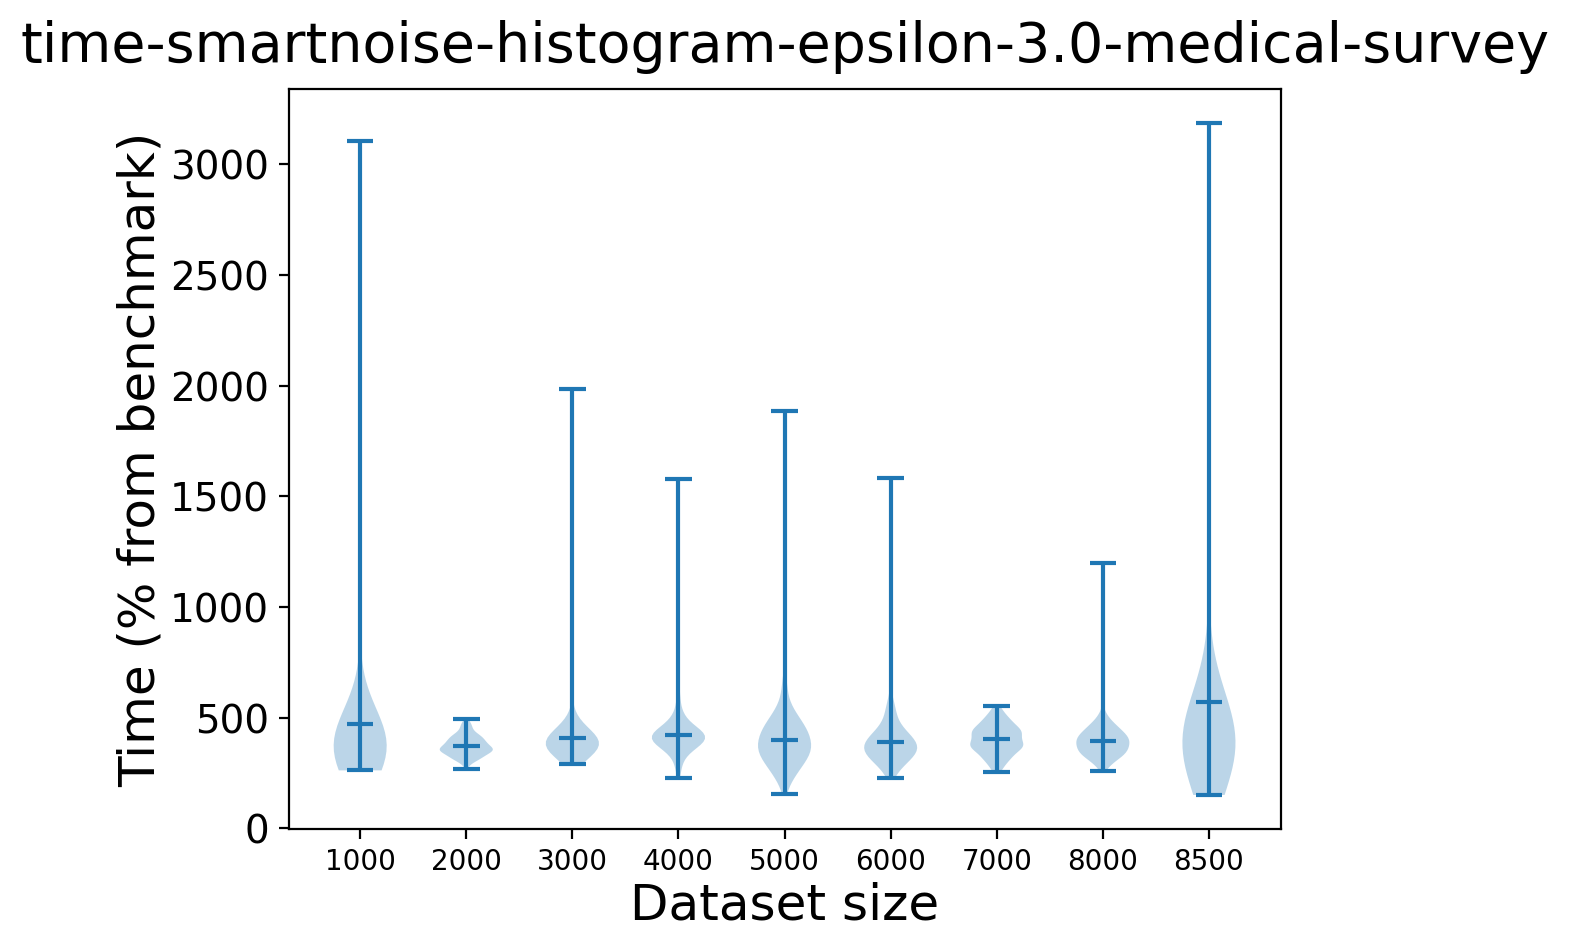 time-smartnoise-histogram-epsilon-3.0-medical-survey
Time (% from benchmark)
3000
2500
2000
1500
1000
500
0
1000 2000 3000 4000 5000 6000 7000 8000 8500
Dataset size